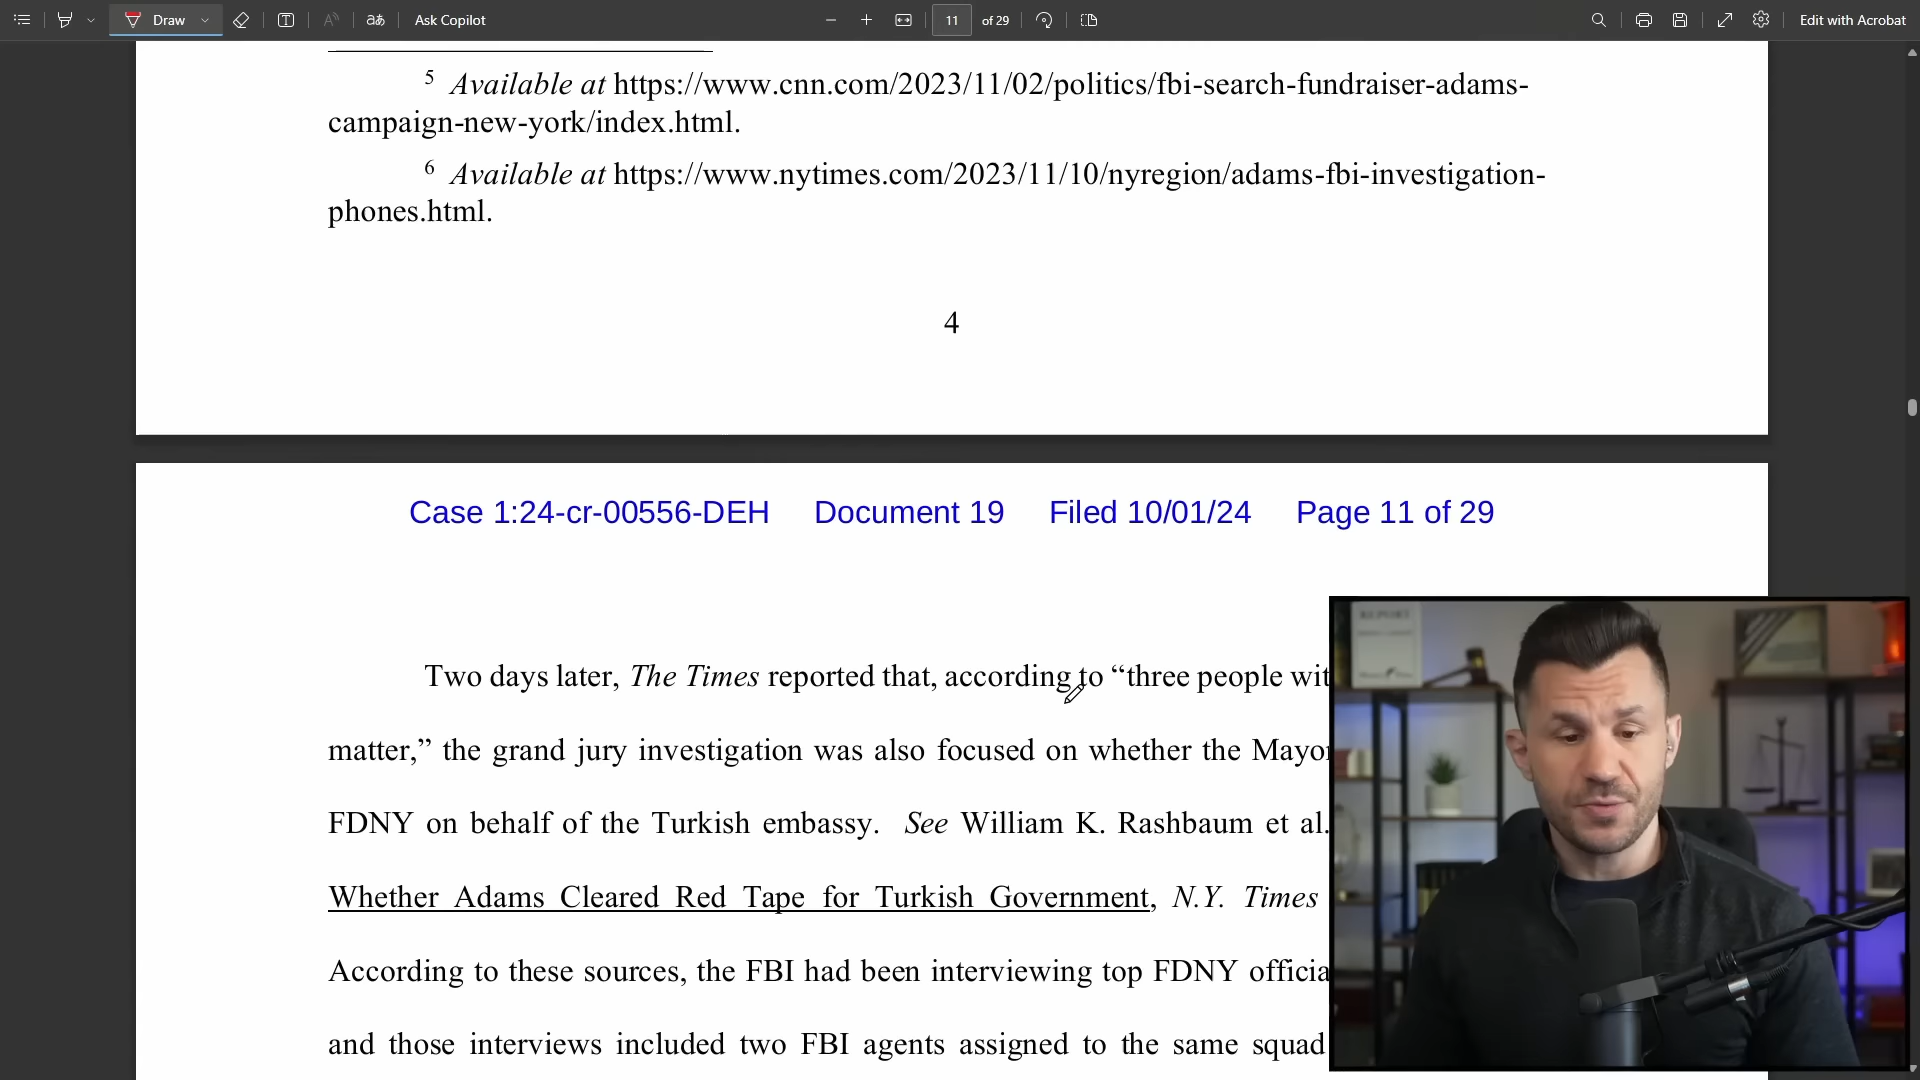 Draw
aあ
Ask Copilot
11 of 29
Edit with Acrobat
5 Available at https://www.cnn.com/2023/11/02/politics/fbi-search-fundraiser-adams-
campaign-new-york/index.html.
6 Available at https://www.nytimes.com/2023/11/10/nyregion/adams-fbi-investigation-
phones.html.
4
Case 1:24-cr-00556-DEH Document 19 Filed 10/01/24 Page 11 of 29
Two days later, The Times reported that, according to “three people wit
matter,” the grand jury investigation was also focused on whether the Mayor
FDNY on behalf of the Turkish embassy. See William K. Rashbaum et al.
Whether Adams Cleared Red Tape for Turkish Government, N.Y. Times
According to these sources, the FBI had been interviewing top FDNY officia
and those interviews included two FBI agents assigned to the same squad
REPORT